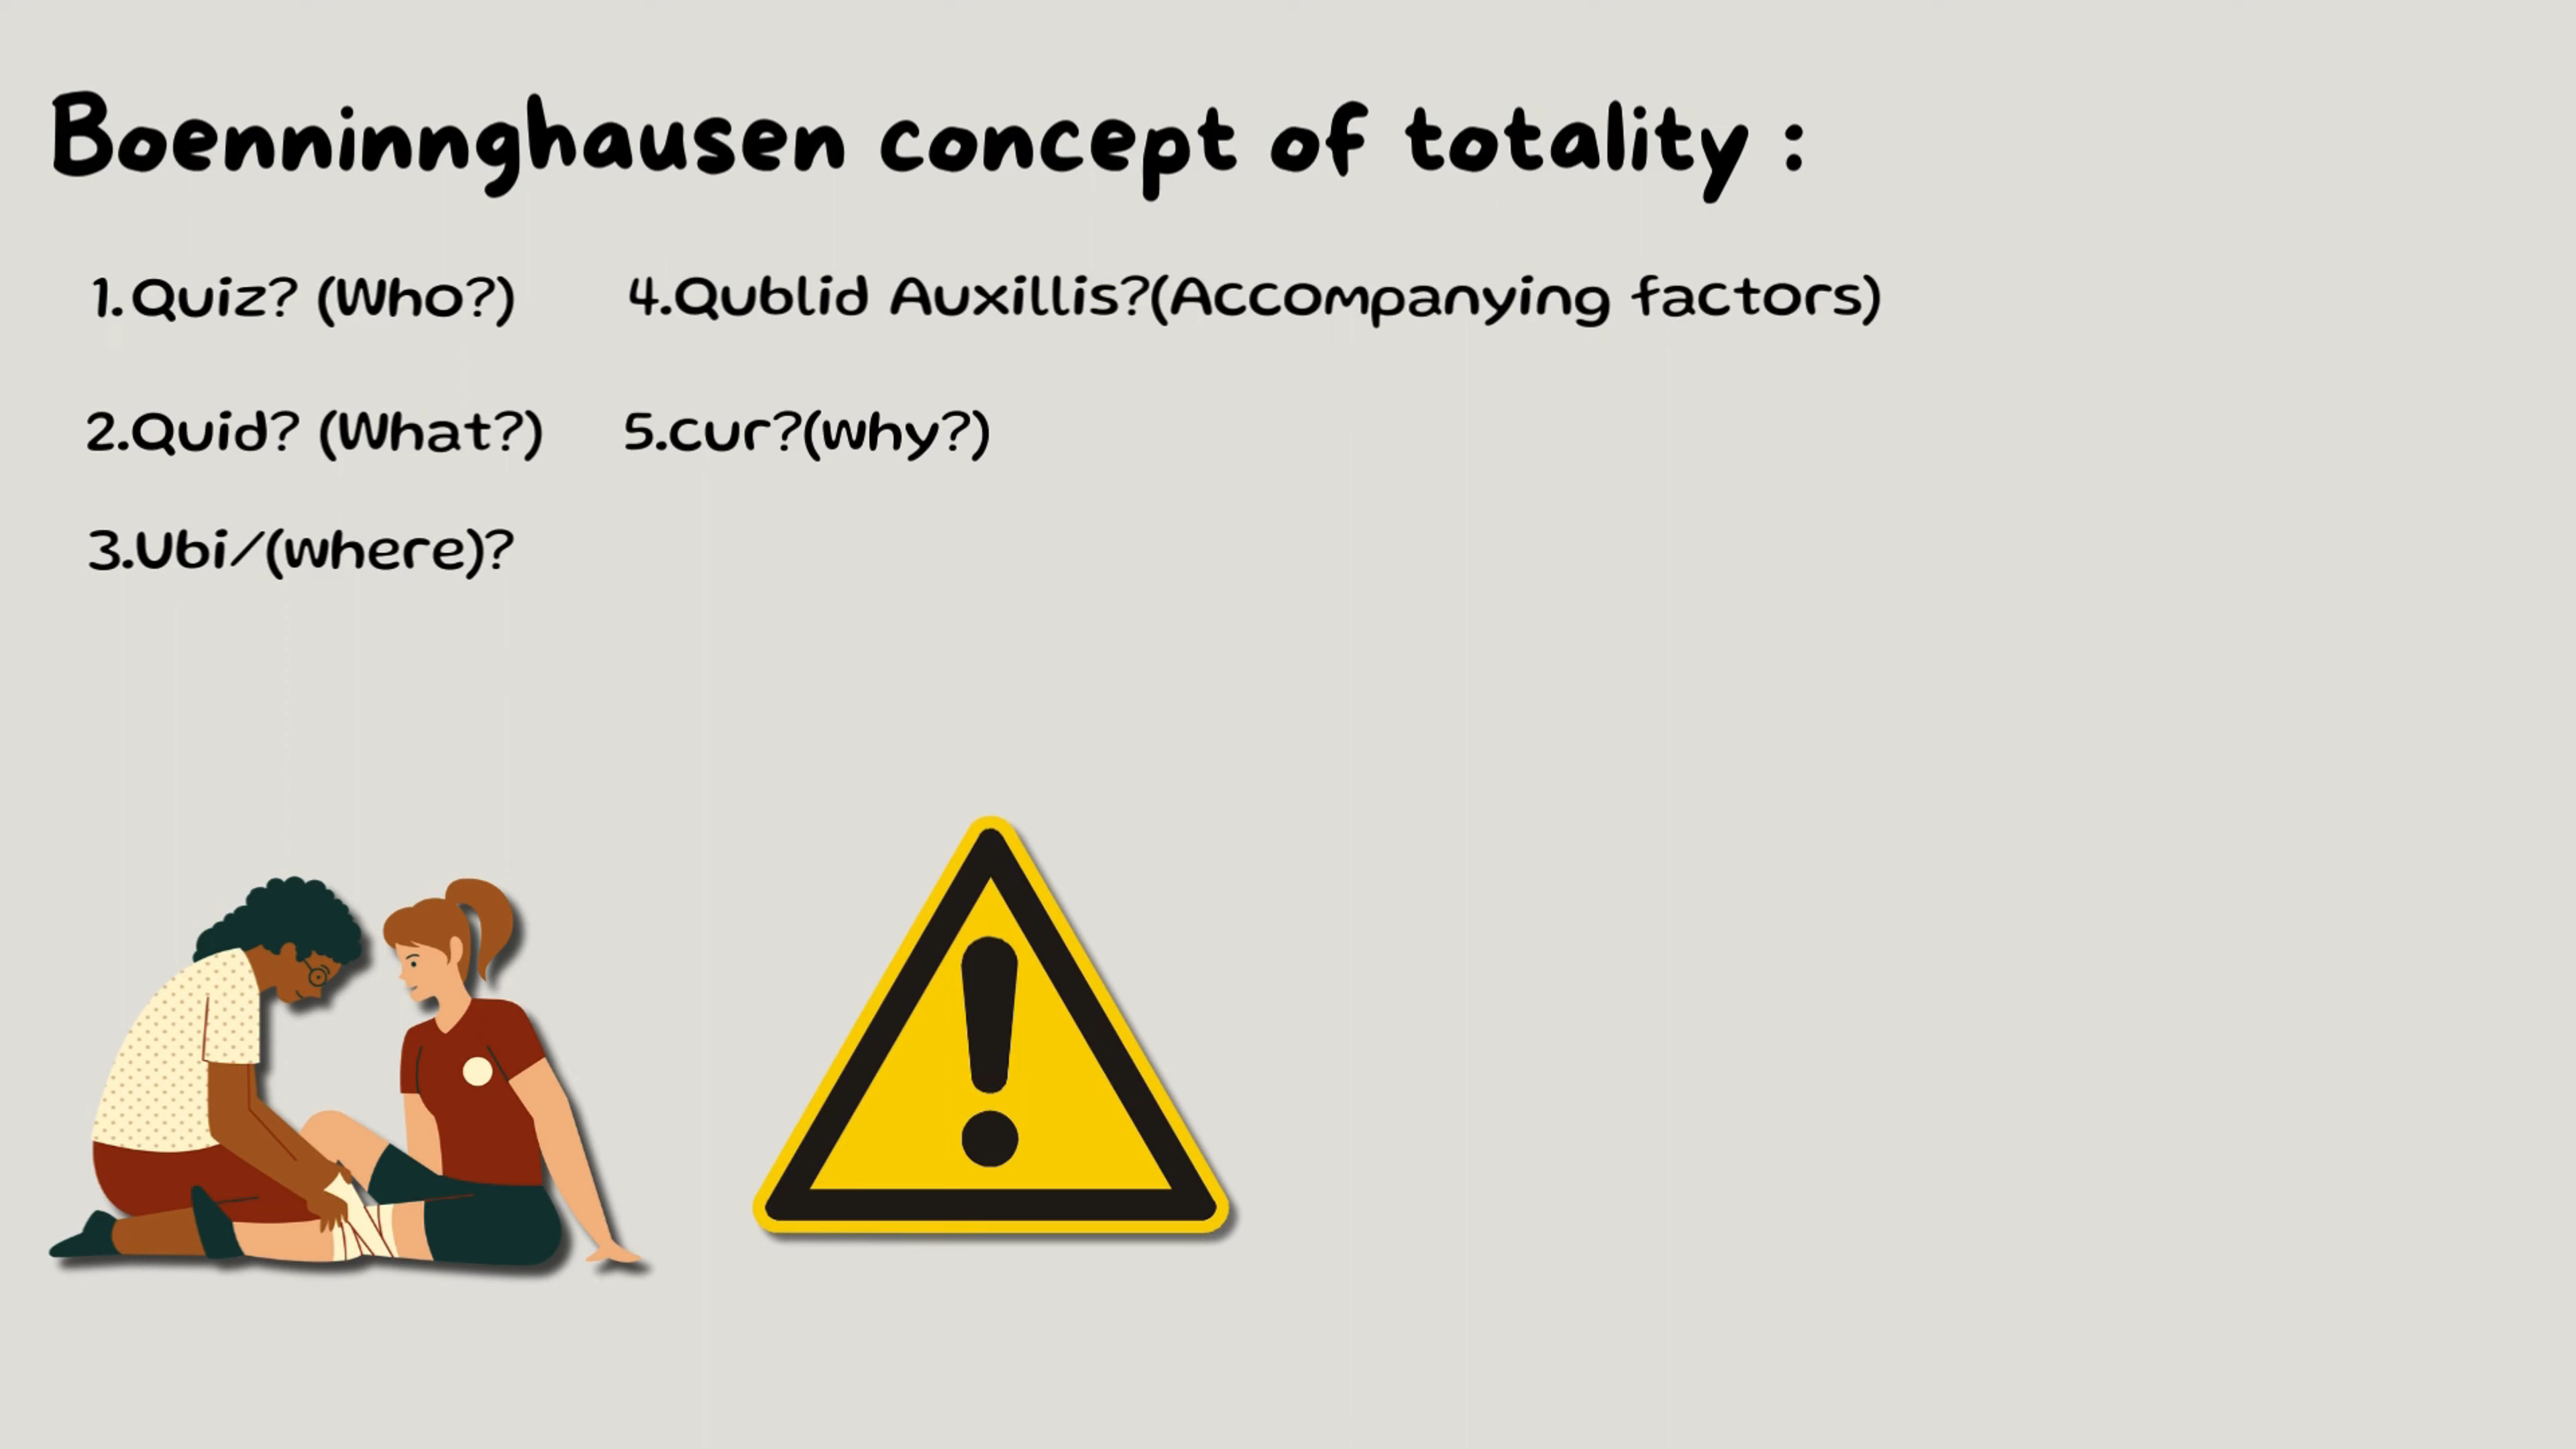 Boenninnghausen concept of totality :
1.Quiz? (Who?)
2.Quid? (What?)
3.Ubi/(where)?
4.Qublid Auxillis?(Accompanying factors)
5.cur?(why?)